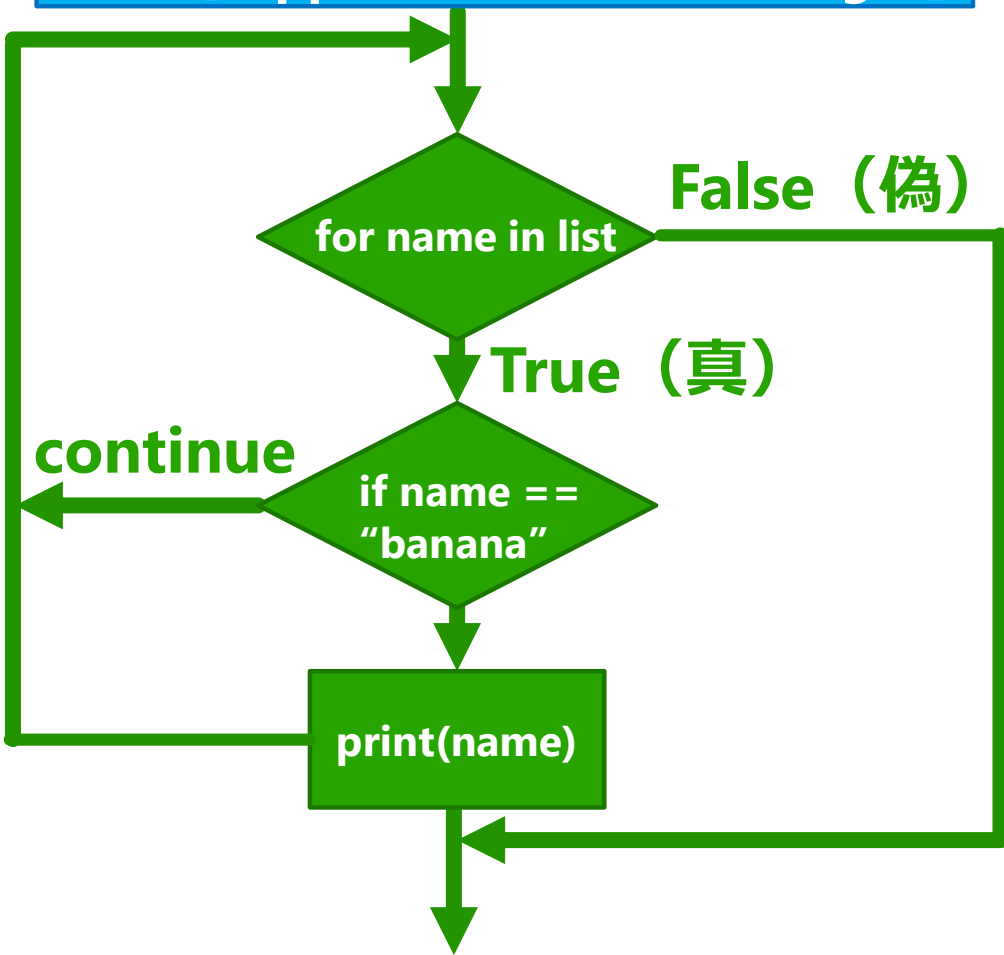 for name in list
False（偽）
True（真）
continue
if name ==
“banana”
print(name)